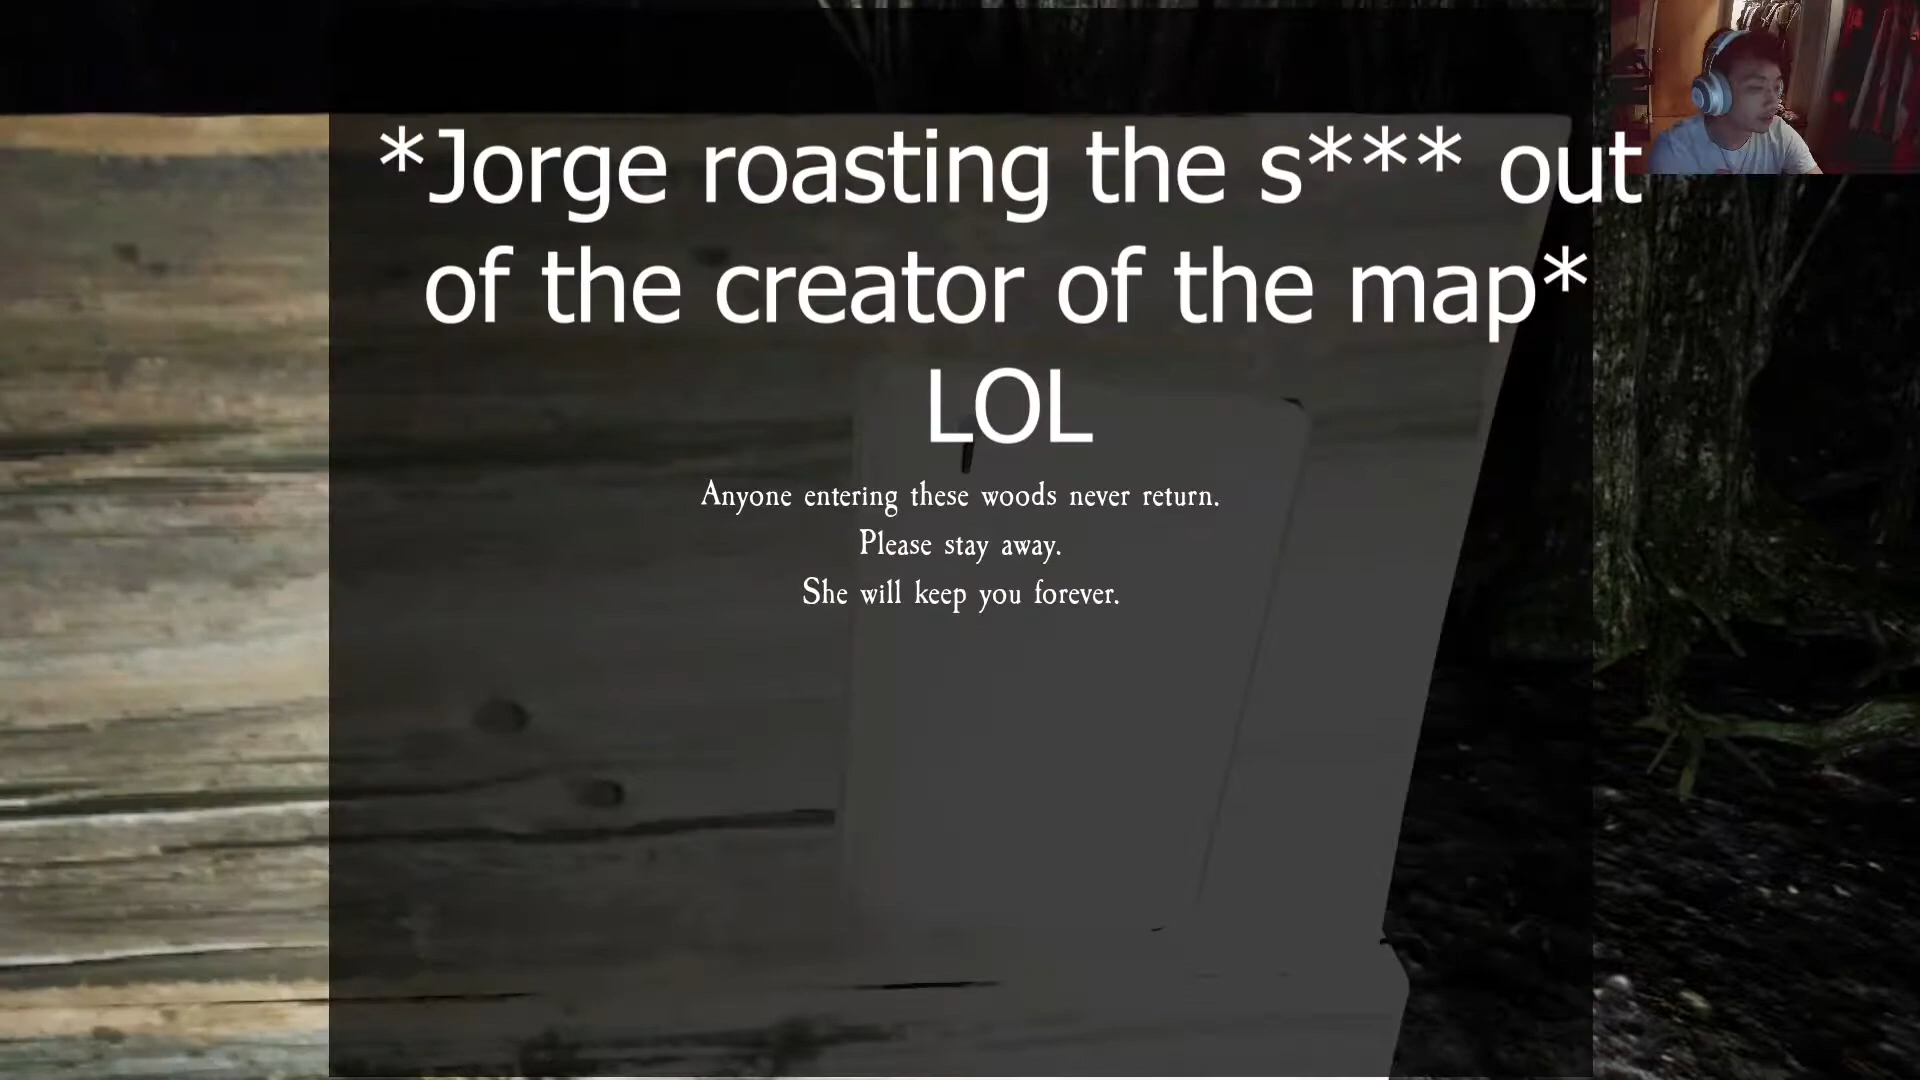 *Jorge roasting the s*** out
of the creator of the map*
LOL
Anyone entering these woods never return.
Please stay away.
She will keep you forever.